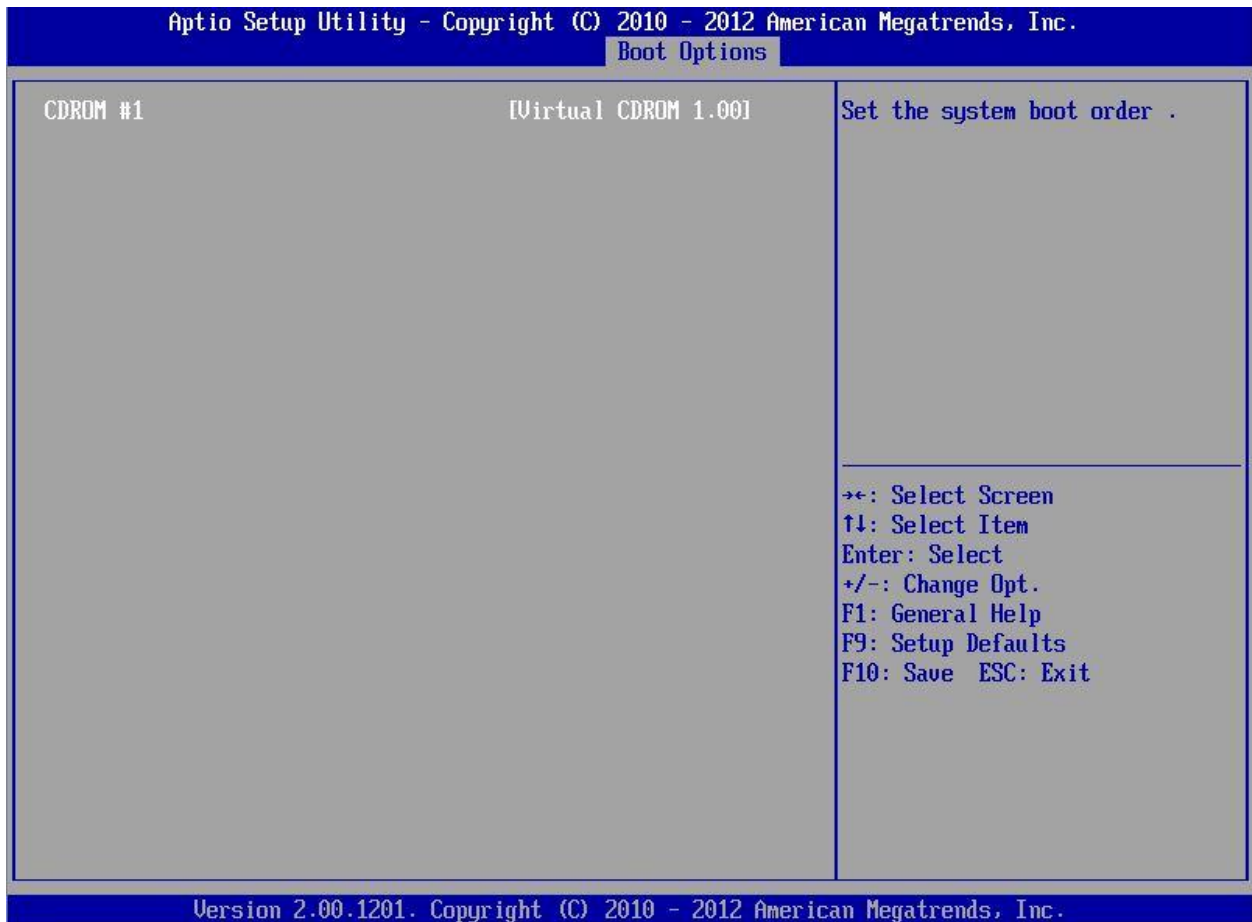 Aptio Setup Utility - Copyright (C) 2010 - 2012 American Megatrends, Inc.
Boot Options
CDROM #1 [Virtual CDROM 1.00]
Set the system boot order .
→←: Select Screen
↑↓: Select Item
Enter: Select
+/-: Change Opt.
F1: General Help
F9: Setup Defaults
F10: Save ESC: Exit
Version 2.00.1201. Copyright (C) 2010 - 2012 American Megatrends, Inc.